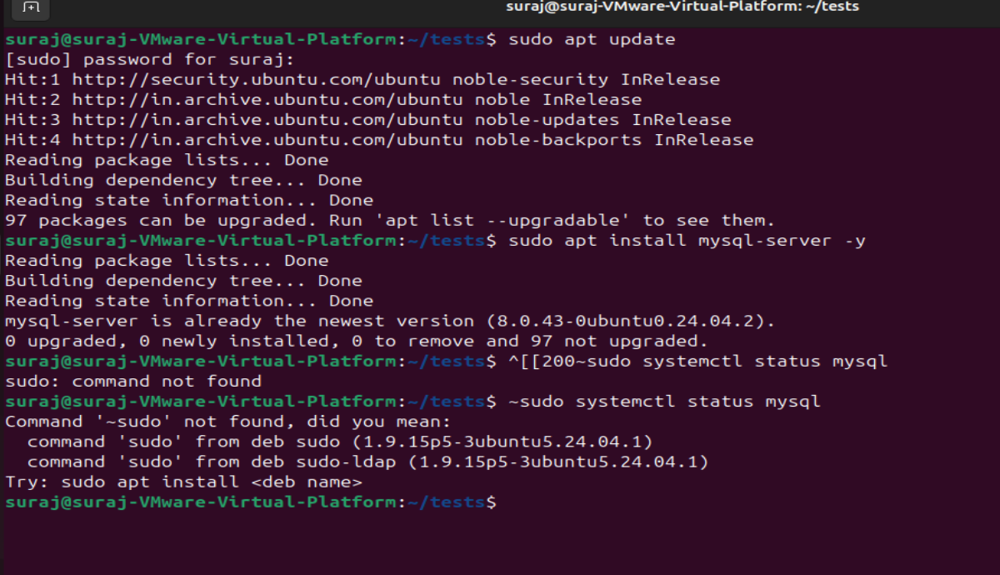 suraj@suraj-VMware-Virtual-Platform: ~/tests
suraj@suraj-VMware-Virtual-Platform:~/tests$ sudo apt update
[sudo] password for suraj:
Hit:1 http://security.ubuntu.com/ubuntu noble-security InRelease
Hit:2 http://in.archive.ubuntu.com/ubuntu noble InRelease
Hit:3 http://in.archive.ubuntu.com/ubuntu noble-updates InRelease
Hit:4 http://in.archive.ubuntu.com/ubuntu noble-backports InRelease
Reading package lists... Done
Building dependency tree... Done
Reading state information... Done
97 packages can be upgraded. Run 'apt list --upgradable' to see them.
suraj@suraj-VMware-Virtual-Platform:~/tests$ sudo apt install mysql-server -y
Reading package lists... Done
Building dependency tree... Done
Reading state information... Done
mysql-server is already the newest version (8.0.43-0ubuntu0.24.04.2).
0 upgraded, 0 newly installed, 0 to remove and 97 not upgraded.
suraj@suraj-VMware-Virtual-Platform:~/tests$ ^[[200~sudo systemctl status mysql
sudo: command not found
suraj@suraj-VMware-Virtual-Platform:~/tests$ ~sudo systemctl status mysql
Command '~sudo' not found, did you mean:
  command 'sudo' from deb sudo (1.9.15p5-3ubuntu5.24.04.1)
  command 'sudo' from deb sudo-ldap (1.9.15p5-3ubuntu5.24.04.1)
Try: sudo apt install <deb name>
suraj@suraj-VMware-Virtual-Platform:~/tests$